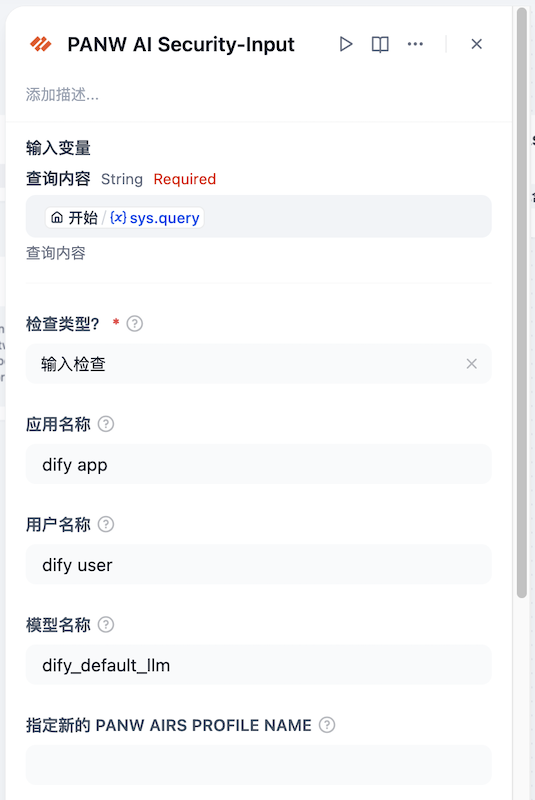 PANW AI Security-Input
添加描述...
输入变量
查询内容 String Required
开始 / {x} sys.query
查询内容
检查类型? *
输入检查
应用名称
dify app
用户名称
dify user
模型名称
dify_default_llm
指定新的 PANW AIRS PROFILE NAME